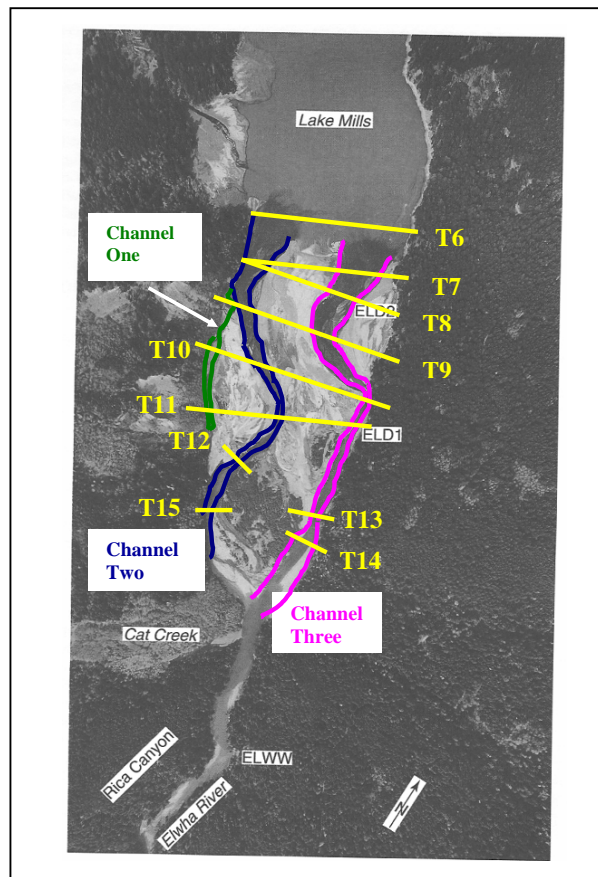 Lake Mills
T6
Channel
One
T7
ELD2
T8
T10
T9
T11
ELD1
T12
T15
T13
Channel
Two
T14
Channel
Three
Cat Creek
Rica Canyon
ELWW
Elwha River
N